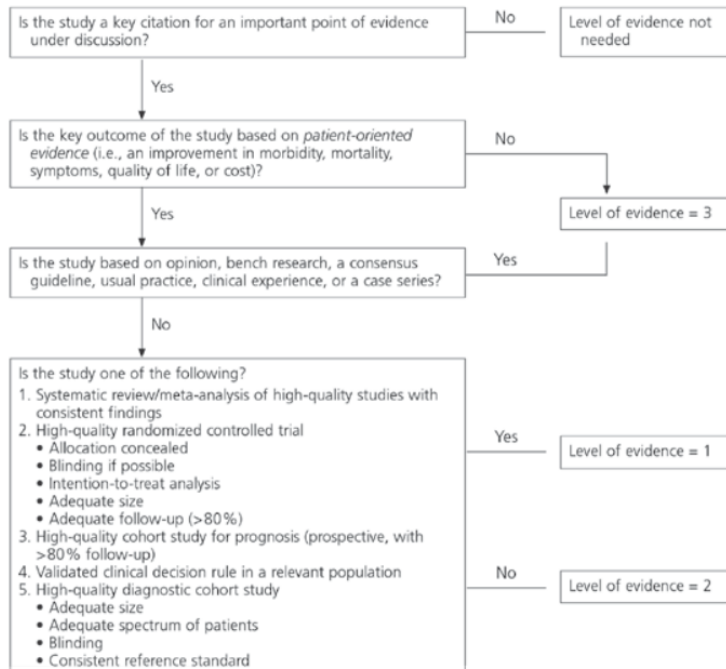 Is the study a key citation for an important point of evidence
under discussion?
No
Level of evidence not
needed
Yes
Is the key outcome of the study based on patient-oriented
evidence (i.e., an improvement in morbidity, mortality,
symptoms, quality of life, or cost)?
No
Level of evidence = 3
Yes
Is the study based on opinion, bench research, a consensus
guideline, usual practice, clinical experience, or a case series?
Yes
No
Is the study one of the following?
1. Systematic review/meta-analysis of high-quality studies with
consistent findings
2. High-quality randomized controlled trial
• Allocation concealed
• Blinding if possible
• Intention-to-treat analysis
• Adequate size
• Adequate follow-up (>80%)
3. High-quality cohort study for prognosis (prospective, with
>80% follow-up)
4. Validated clinical decision rule in a relevant population
5. High-quality diagnostic cohort study
• Adequate size
• Adequate spectrum of patients
• Blinding
• Consistent reference standard
Yes
Level of evidence = 1
No
Level of evidence = 2